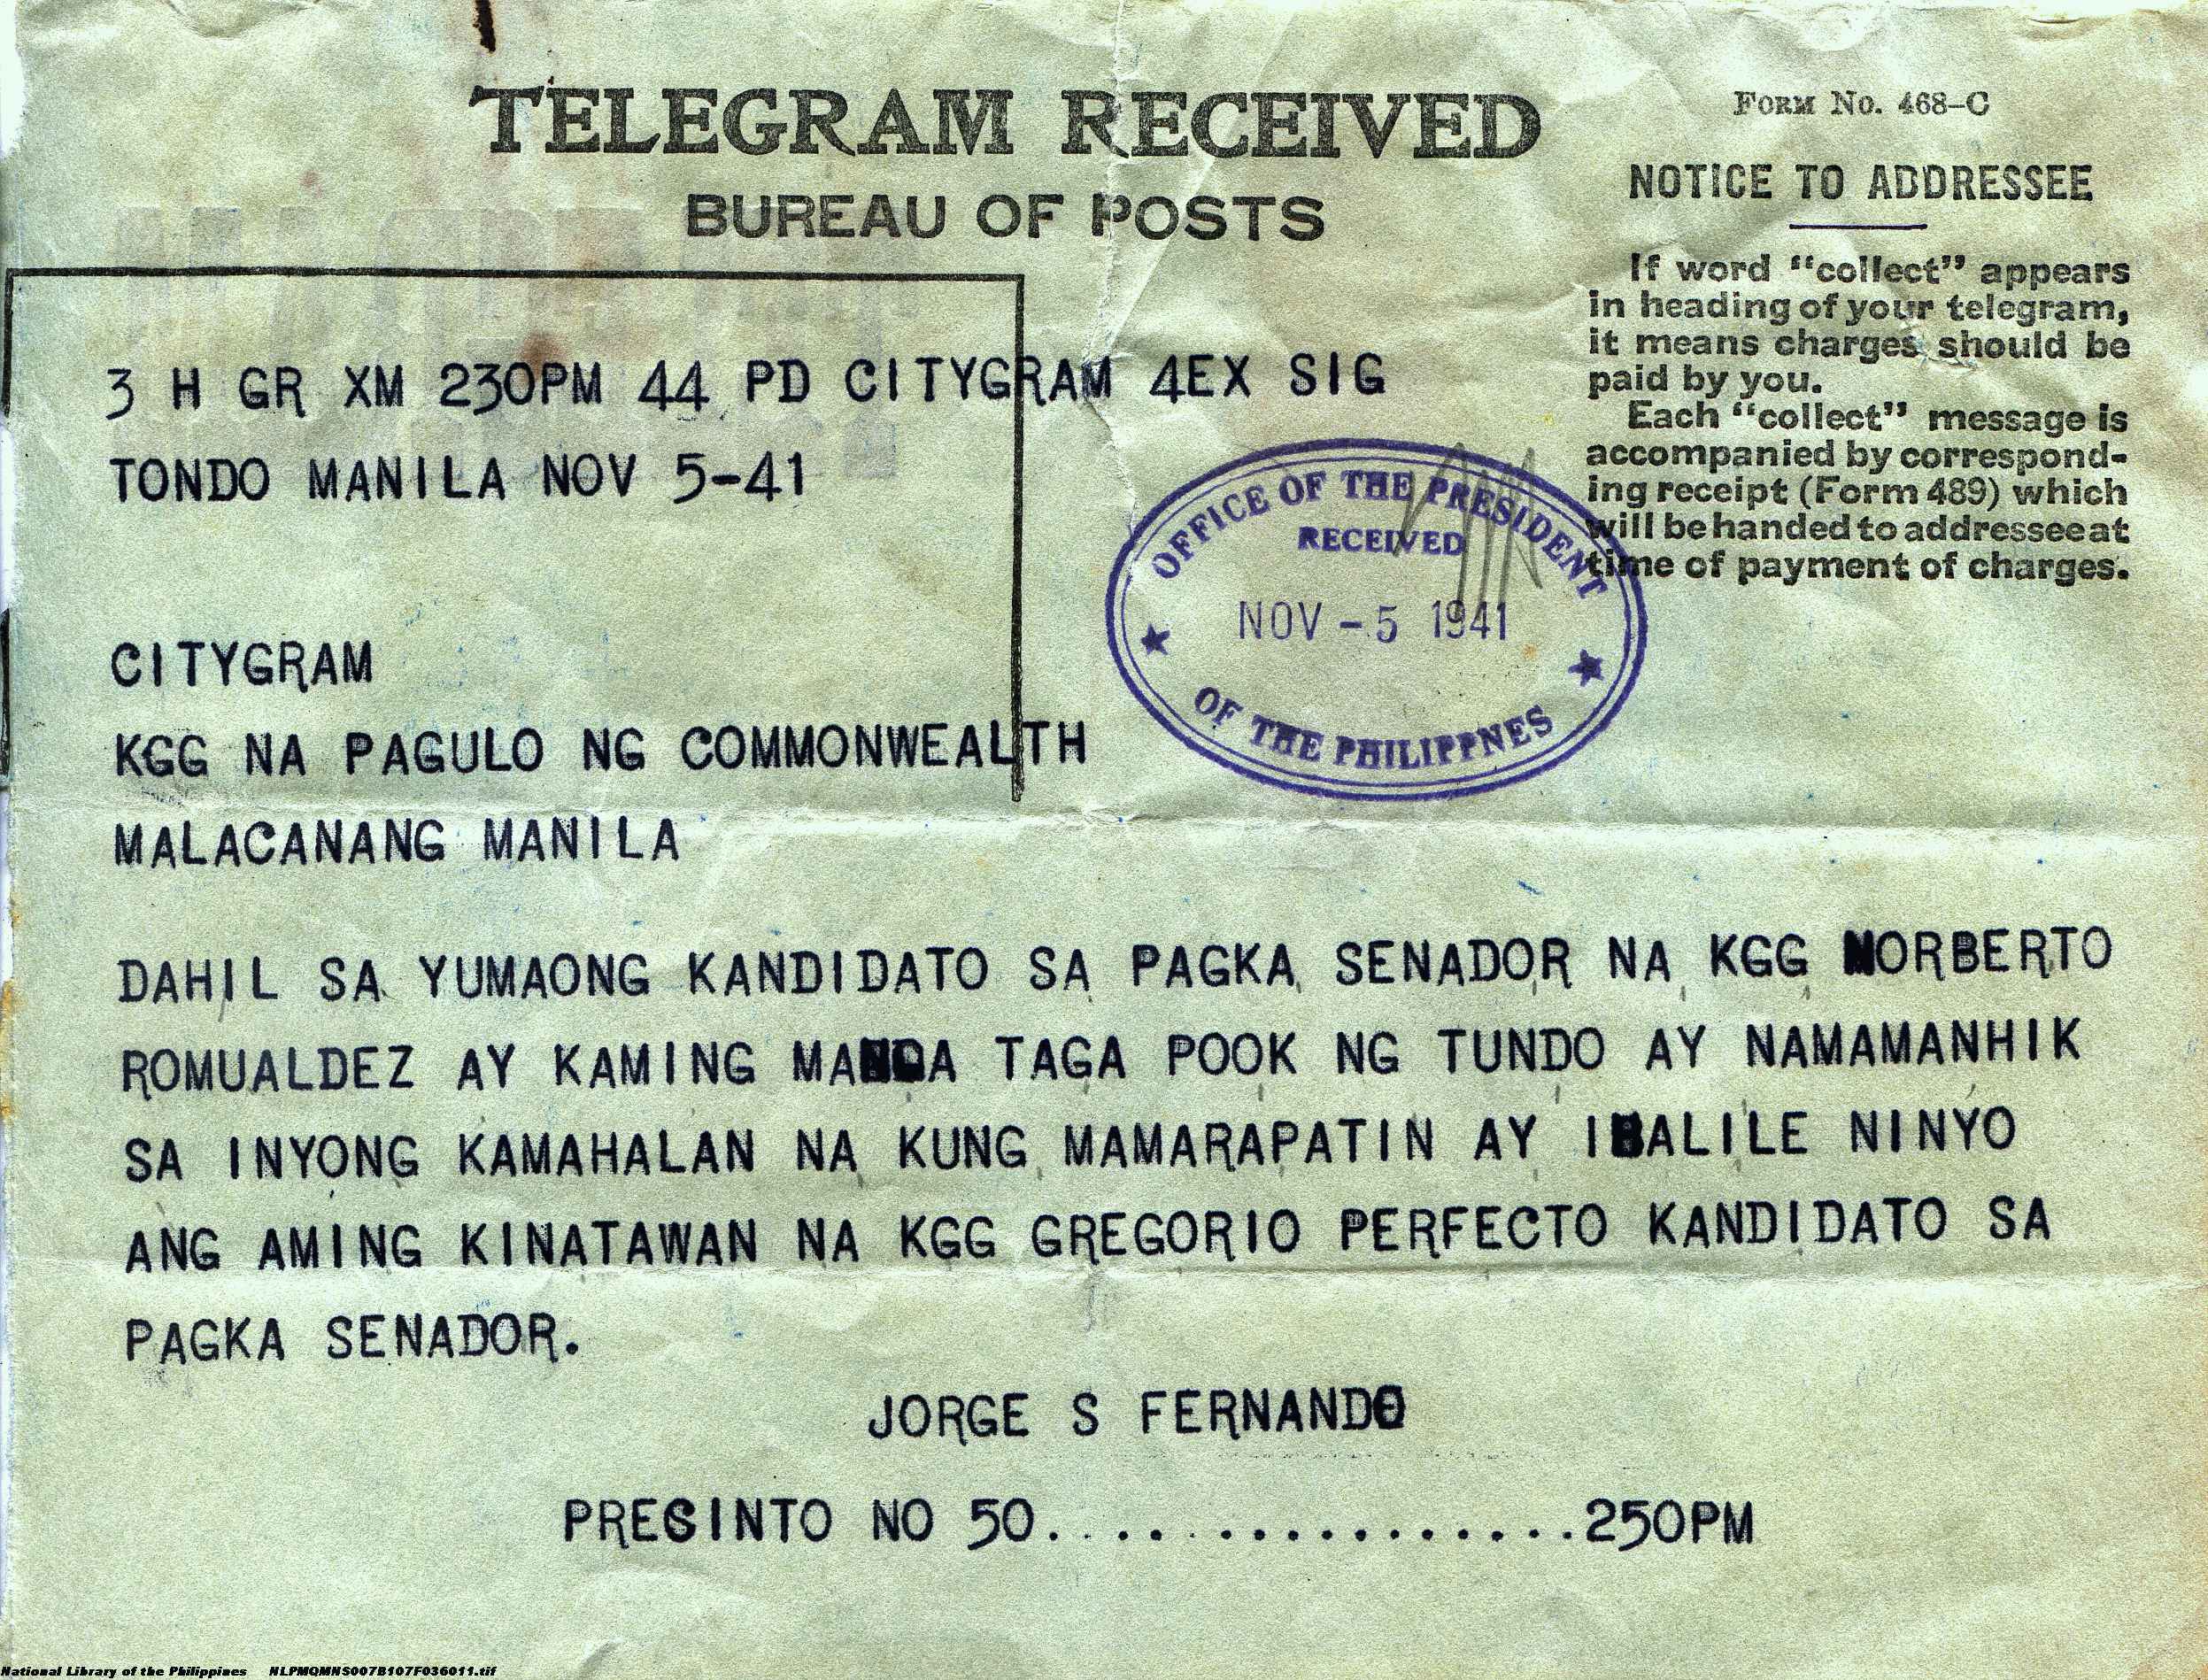 TELEGRAM RECEIVED
BUREAU OF POSTS
FORM NO. 468-C
NOTICE TO ADDRESSEE
If word "collect" appears
in heading of your telegram,
it means charges should be
paid by you.
Each "collect" message is
accompanied by correspond-
ing receipt (Form 489) which
will be handed to addressee at
time of payment of charges.
3 H GR XM 230PM 44 PD CITYGRAM 4EX SIG
TONDO MANILA NOV 5-41
OFFICE OF THE PRESIDENT
RECEIVED
NOV - 5 1941
OF THE PHILIPPNES
CITYGRAM
KGG NA PAGULO NG COMMONWEALTH
MALACANANG MANILA
DAHIL SA YUMAONG KANDIDATO SA PAGKA SENADOR NA KGG NORBERTO
ROMUALDEZ AY KAMING MANGA TAGA POOK NG TUNDO AY NAMAMANHIK
SA INYONG KAMAHALAN NA KUNG MAMARAPATIN AY IHALILE NINYO
ANG AMING KINATAWAN NA KGG GREGORIO PERFECTO KANDIDATO SA
PAGKA SENADOR.
JORGE S FERNANDO
PRESINTO NO 50................250PM
National Library of the Philippines NLPMQMNS007B107F036011.tif